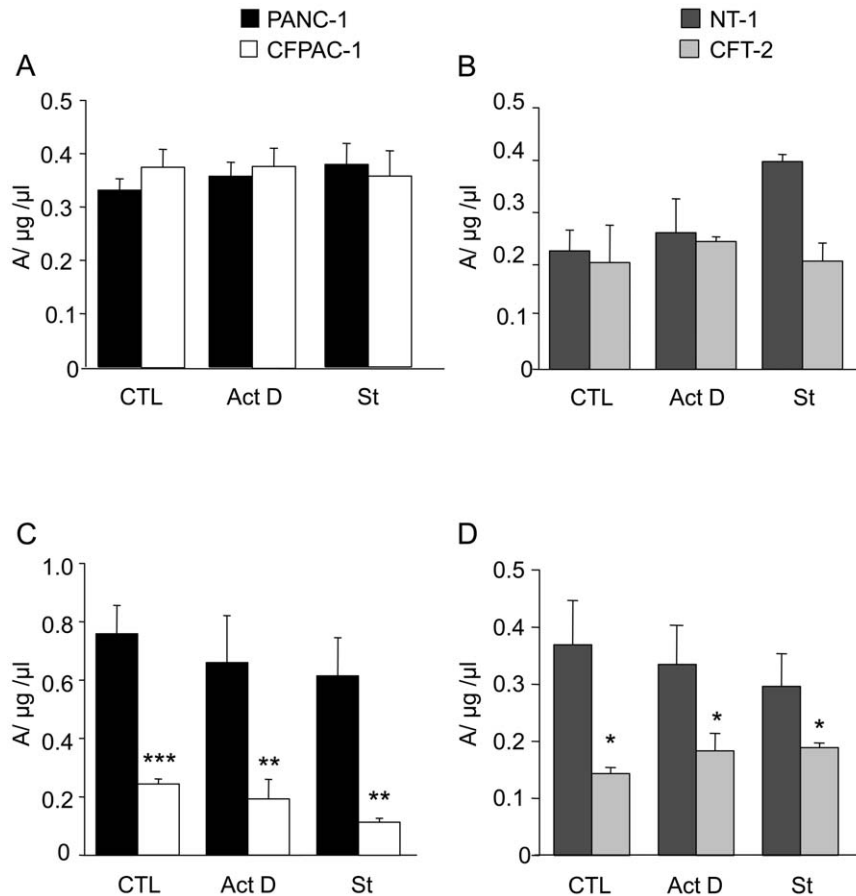 PANC-1
CFPAC-1
NT-1
CFT-2
A
0.5
0.4
0.3
0.2
0.1
0
A/ µg /µl
CTL Act D St
B
0.5
0.4
0.3
0.2
0.1
0
A/ µg /µl
CTL Act D St
C
1.0
0.8
0.6
0.4
0.2
0
A/ µg /µl
*** ** **
CTL Act D St
D
0.5
0.4
0.3
0.2
0.1
0
A/ µg /µl
* * *
CTL Act D St